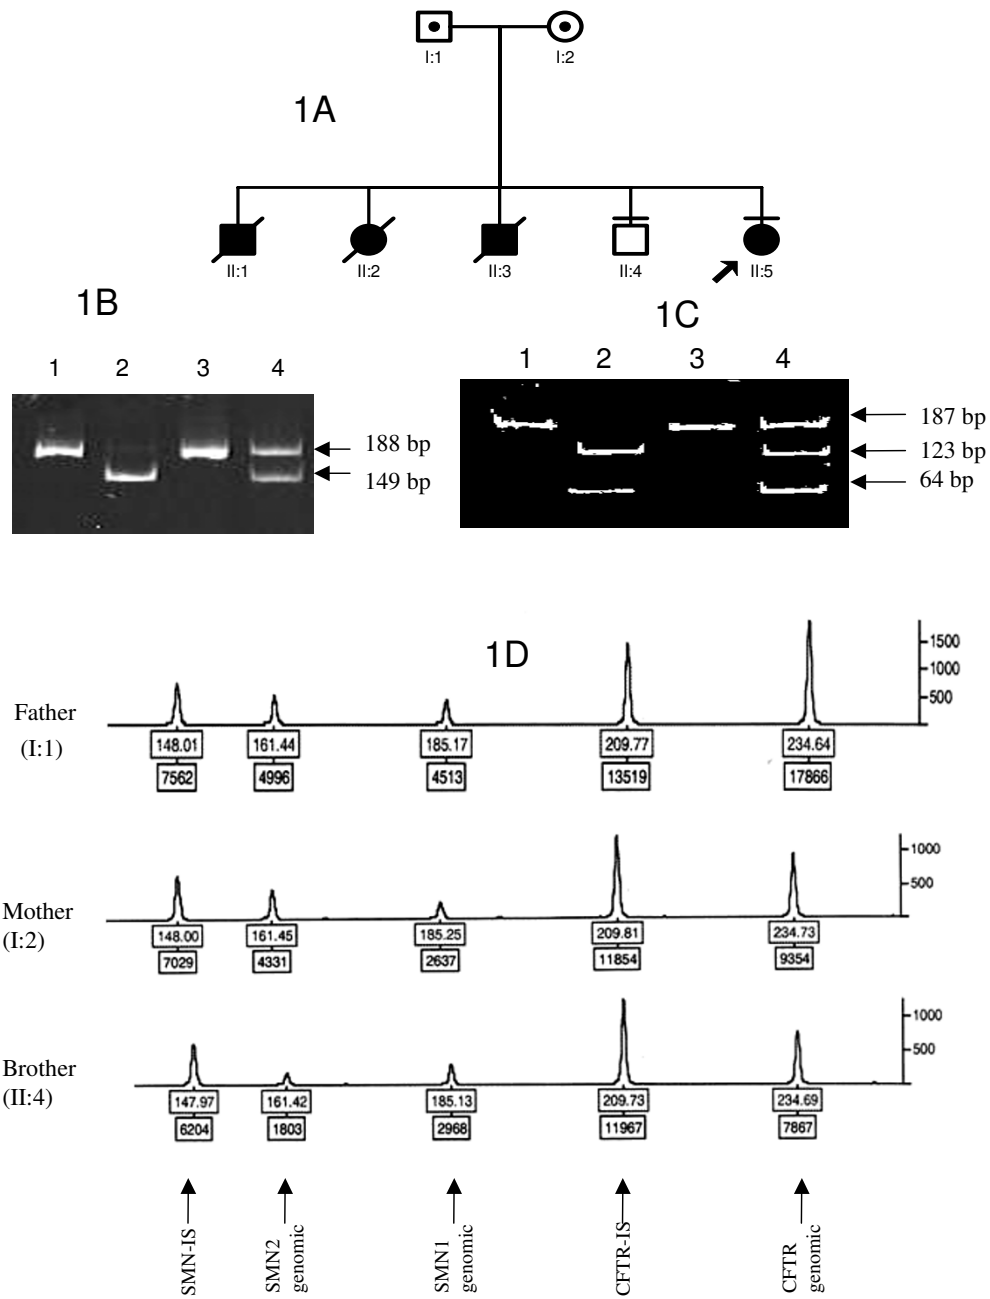 I:1
I:2
1A
II:1
II:2
II:3
II:4
II:5
1B
1C
1 2 3 4
188 bp
149 bp
1 2 3 4
187 bp
123 bp
64 bp
1D
Father
(I:1)
1500
1000
500
148.01 161.44 185.17 209.77 234.64
7562 4996 4513 13519 17866
Mother
(I:2)
1000
500
148.00 161.45 185.25 209.81 234.73
7029 4331 2637 11854 9354
Brother
(II:4)
1000
500
147.97 161.42 185.13 209.73 234.69
6204 1803 2968 11967 7867
SMN-IS
SMN2
genomic
SMN1
genomic
CFTR-IS
CFTR
genomic